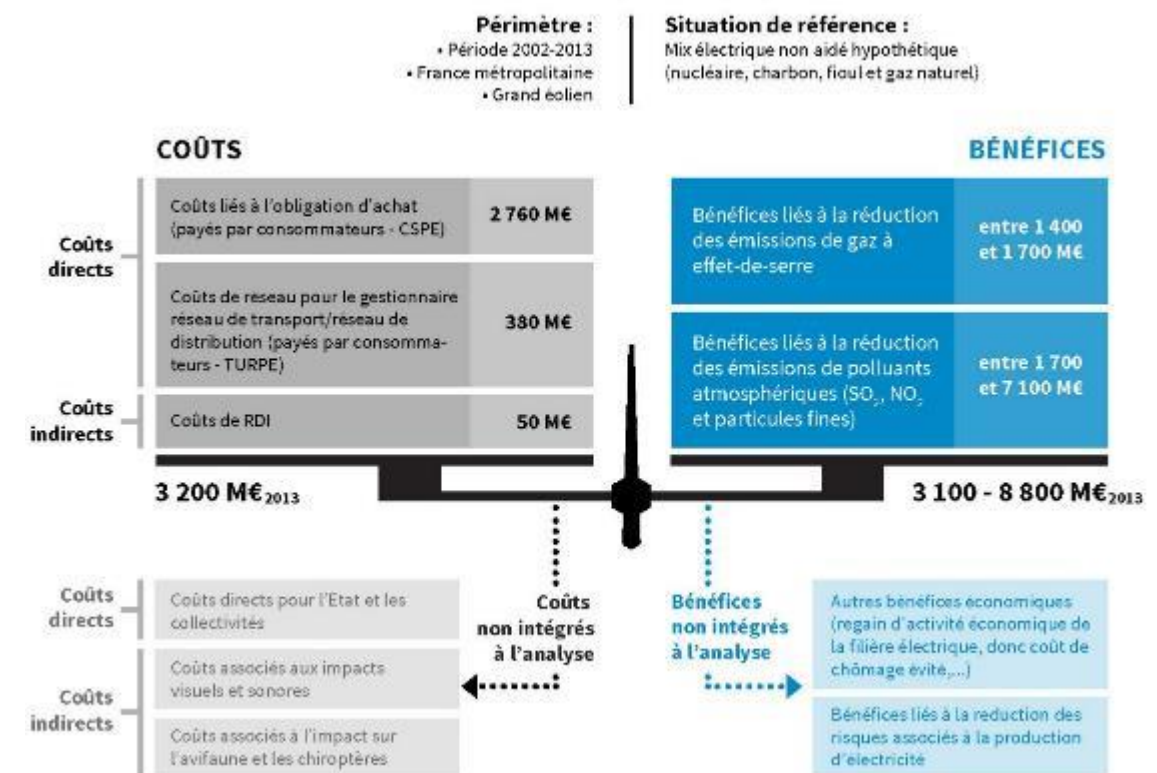 Périmètre :
• Période 2002-2013
• France métropolitaine
• Grand éolien
Situation de référence :
Mix électrique non aidé hypothétique
(nucléaire, charbon, fioul et gaz naturel)
COÛTS
Coûts
directs
Coûts liés à l'obligation d'achat
(payés par consommateurs - CSPE)
2 760 M€
Coûts de réseau pour le gestionnaire
réseau de transport/réseau de
distribution (payés par consomma-
teurs - TURPE)
380 M€
Coûts
indirects
Coûts de RDI
50 M€
3 200 M€2013
BÉNÉFICES
Bénéfices liés à la réduction
des émissions de gaz à
effet-de-serre
entre 1 400
et 1 700 M€
Bénéfices liés à la réduction
des émissions de polluants
atmosphériques (SO2, NO2
et particules fines)
entre 1 700
et 7 100 M€
3 100 - 8 800 M€2013
Coûts
directs
Coûts directs pour l'Etat et les
collectivités
Coûts
indirects
Coûts associés aux impacts
visuels et sonores
Coûts associés à l'impact sur
l'avifaune et les chiroptères
Coûts
non intégrés
à l'analyse
Bénéfices
non intégrés
à l'analyse
Autres bénéfices économiques
(regain d'activité économique de
la filière électrique, donc coût de
chômage évité,...)
Bénéfices liés à la reduction des
risques associés à la production
d'électricité